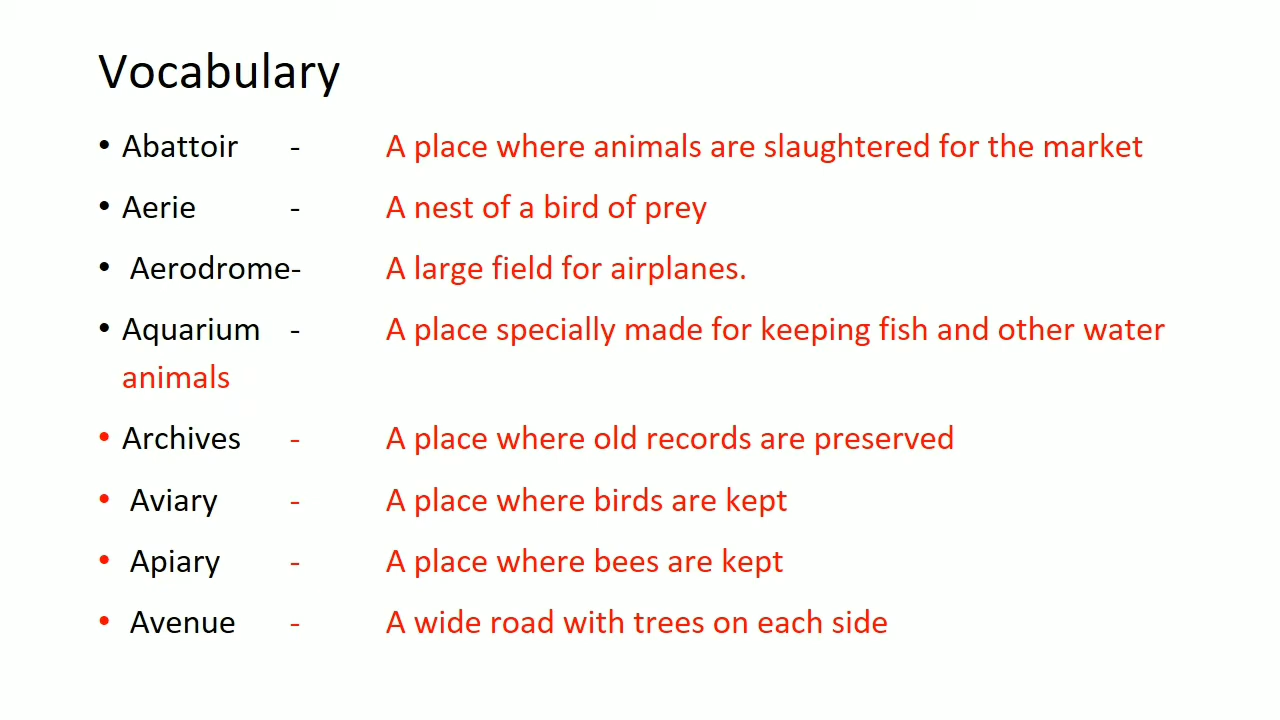 Vocabulary
• Abattoir - A place where animals are slaughtered for the market
• Aerie - A nest of a bird of prey
• Aerodrome- A large field for airplanes.
• Aquarium - A place specially made for keeping fish and other water
animals
• Archives - A place where old records are preserved
• Aviary - A place where birds are kept
• Apiary - A place where bees are kept
• Avenue - A wide road with trees on each side